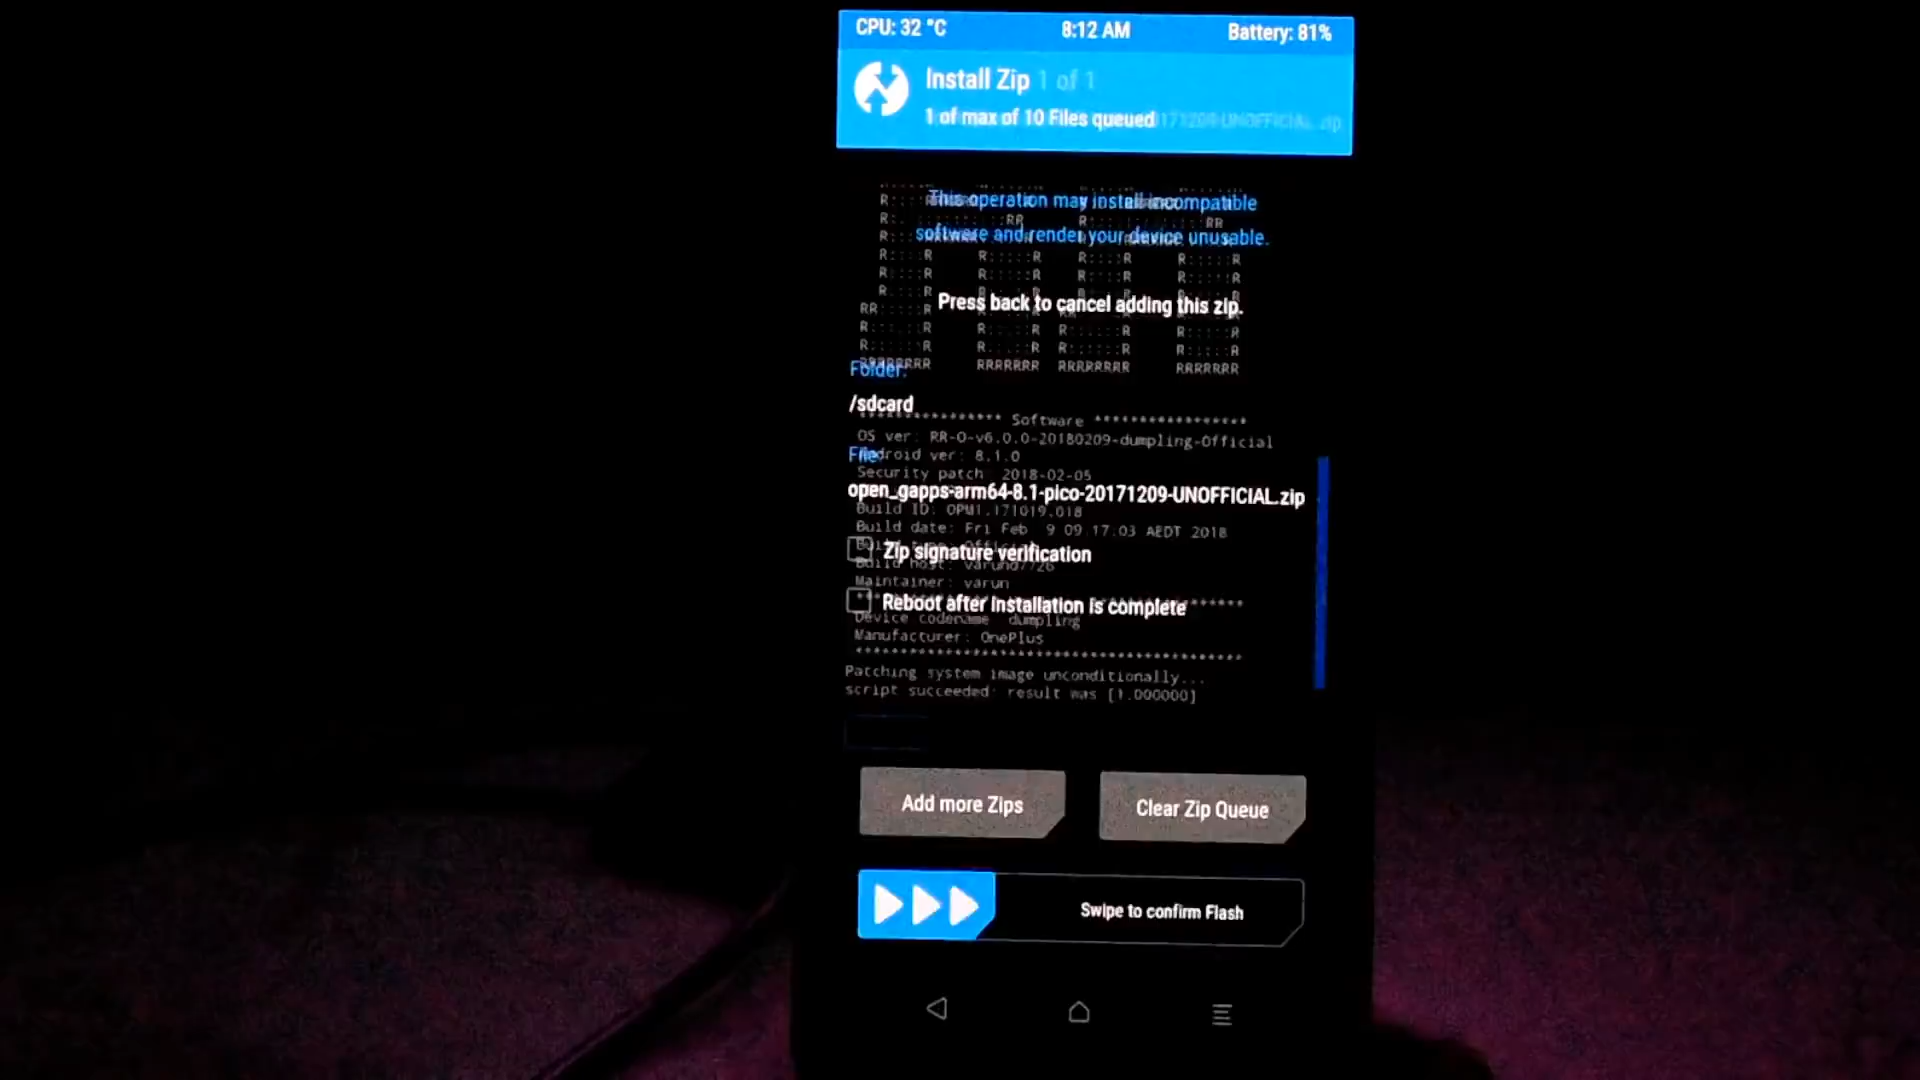 CPU: 32 °C 8:12 AM Battery: 81%
Install Zip 1 of 1
1 of max of 10 Files queued 171209-UNOFFICIAL.zip
This operation may install incompatible
software and render your device unusable.
Press back to cancel adding this zip.
Folder:
/sdcard
**************** Software *****************
OS ver: RR-O-v6.0.0-20180209-dumpling-Official
File:
Android ver: 8.1.0
Security patch: 2018-02-05
open_gapps-arm64-8.1-pico-20171209-UNOFFICIAL.zip
Build ID: OPM1.171019.018
Build date: Fri Feb 9 09:17:03 AEDT 2018
Zip signature verification
Build host: varund7726
Maintainer: varun
Reboot after installation is complete
Device codename dumpling
Manufacturer: OnePlus
Patching system image unconditionally...
script succeeded: result was [1.000000]
Add more Zips
Clear Zip Queue
Swipe to confirm Flash